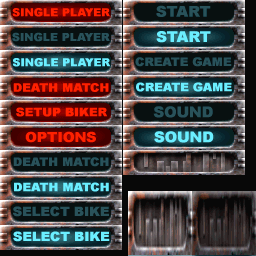 SINGLE PLAYER
SINGLE PLAYER
SINGLE PLAYER
DEATH MATCH
SETUP BIKER
OPTIONS
DEATH MATCH
DEATH MATCH
SELECT BIKE
SELECT BIKE
START
START
CREATE GAME
CREATE GAME
SOUND
SOUND